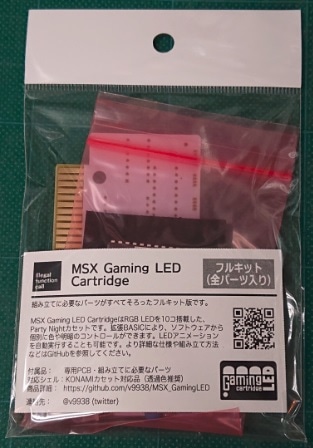 Illegal
function
call
MSX Gaming LED
Cartridge
フルキット
(全パーツ入り)
組み立てに必要なパーツがすべてそろったフルキット版です。
MSX Gaming LED CartridgeはRGB LEDを10コ搭載した、
Party Nightカセットです。拡張BASICにより、ソフトウェアから
個別に色や明暗のコントロールができます。LEDアニメーション
を自動実行することも可能です。より詳細な仕様や組み立て方法
などはGitHubを参照してください。
付属品： 専用PCB・組み立てに必要なパーツ
対応シェル：KONAMIカセット対応品（透過色推奨）
https://github.com/v9938/MSX_GamingLED
連絡先： @v9938 (twitter)
Gaming
LED
cartridge